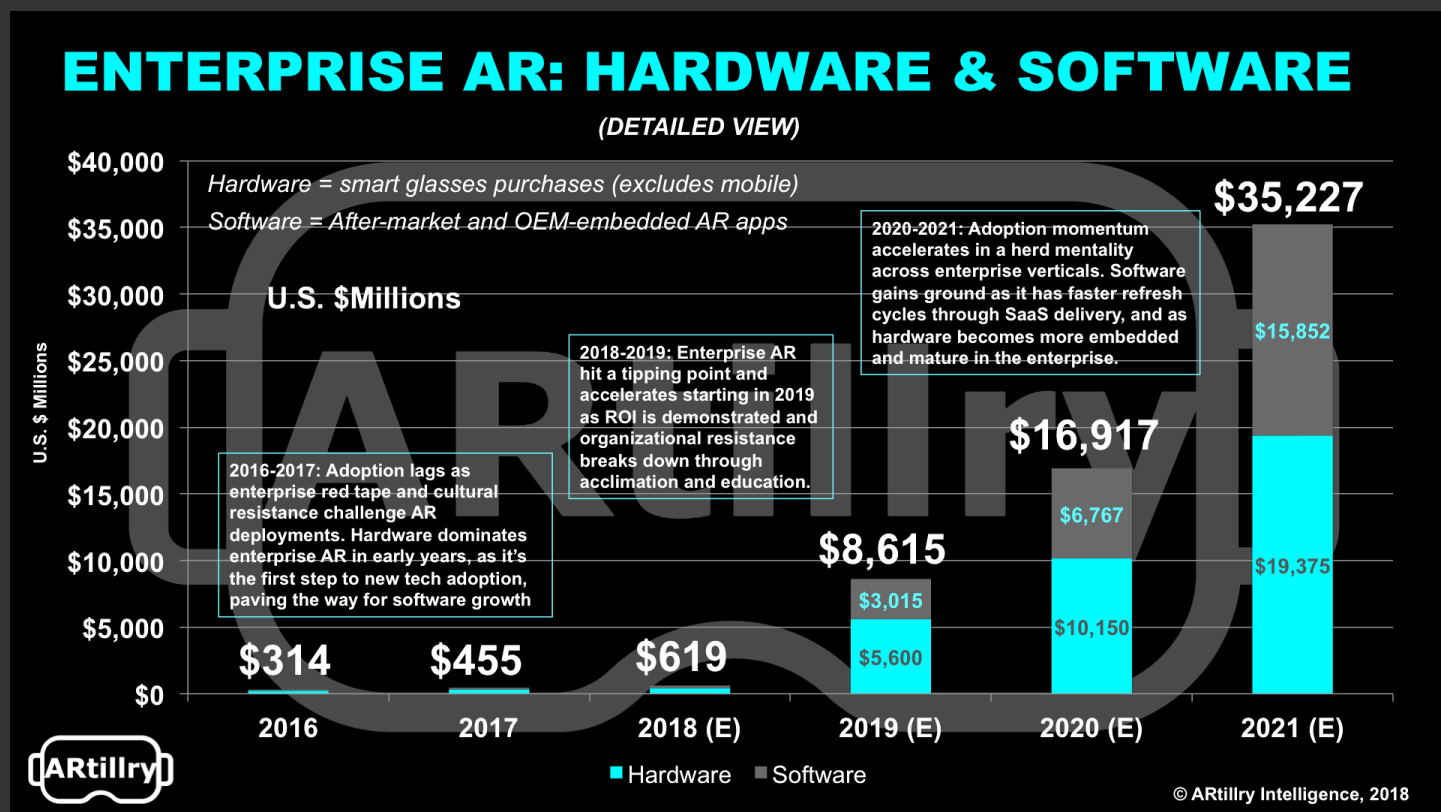 ENTERPRISE AR: HARDWARE & SOFTWARE
(DETAILED VIEW)
Hardware = smart glasses purchases (excludes mobile)
Software = After-market and OEM-embedded AR apps
U.S. $Millions
U.S. $ Millions
$40,000
$35,000
$30,000
$25,000
$20,000
$15,000
$10,000
$5,000
$0
2016-2017: Adoption lags as
enterprise red tape and cultural
resistance challenge AR
deployments. Hardware dominates
enterprise AR in early years, as it's
the first step to new tech adoption,
paving the way for software growth
2018-2019: Enterprise AR
hit a tipping point and
accelerates starting in 2019
as ROI is demonstrated and
organizational resistance
breaks down through
acclimation and education.
2020-2021: Adoption momentum
accelerates in a herd mentality
across enterprise verticals. Software
gains ground as it has faster refresh
cycles through SaaS delivery, and as
hardware becomes more embedded
and mature in the enterprise.
$314
$455
$619
$8,615
$3,015
$5,600
$16,917
$6,767
$10,150
$35,227
$15,852
$19,375
2016
2017
2018 (E)
2019 (E)
2020 (E)
2021 (E)
Hardware
Software
ARtillry
ARtillry
© ARtillry Intelligence, 2018